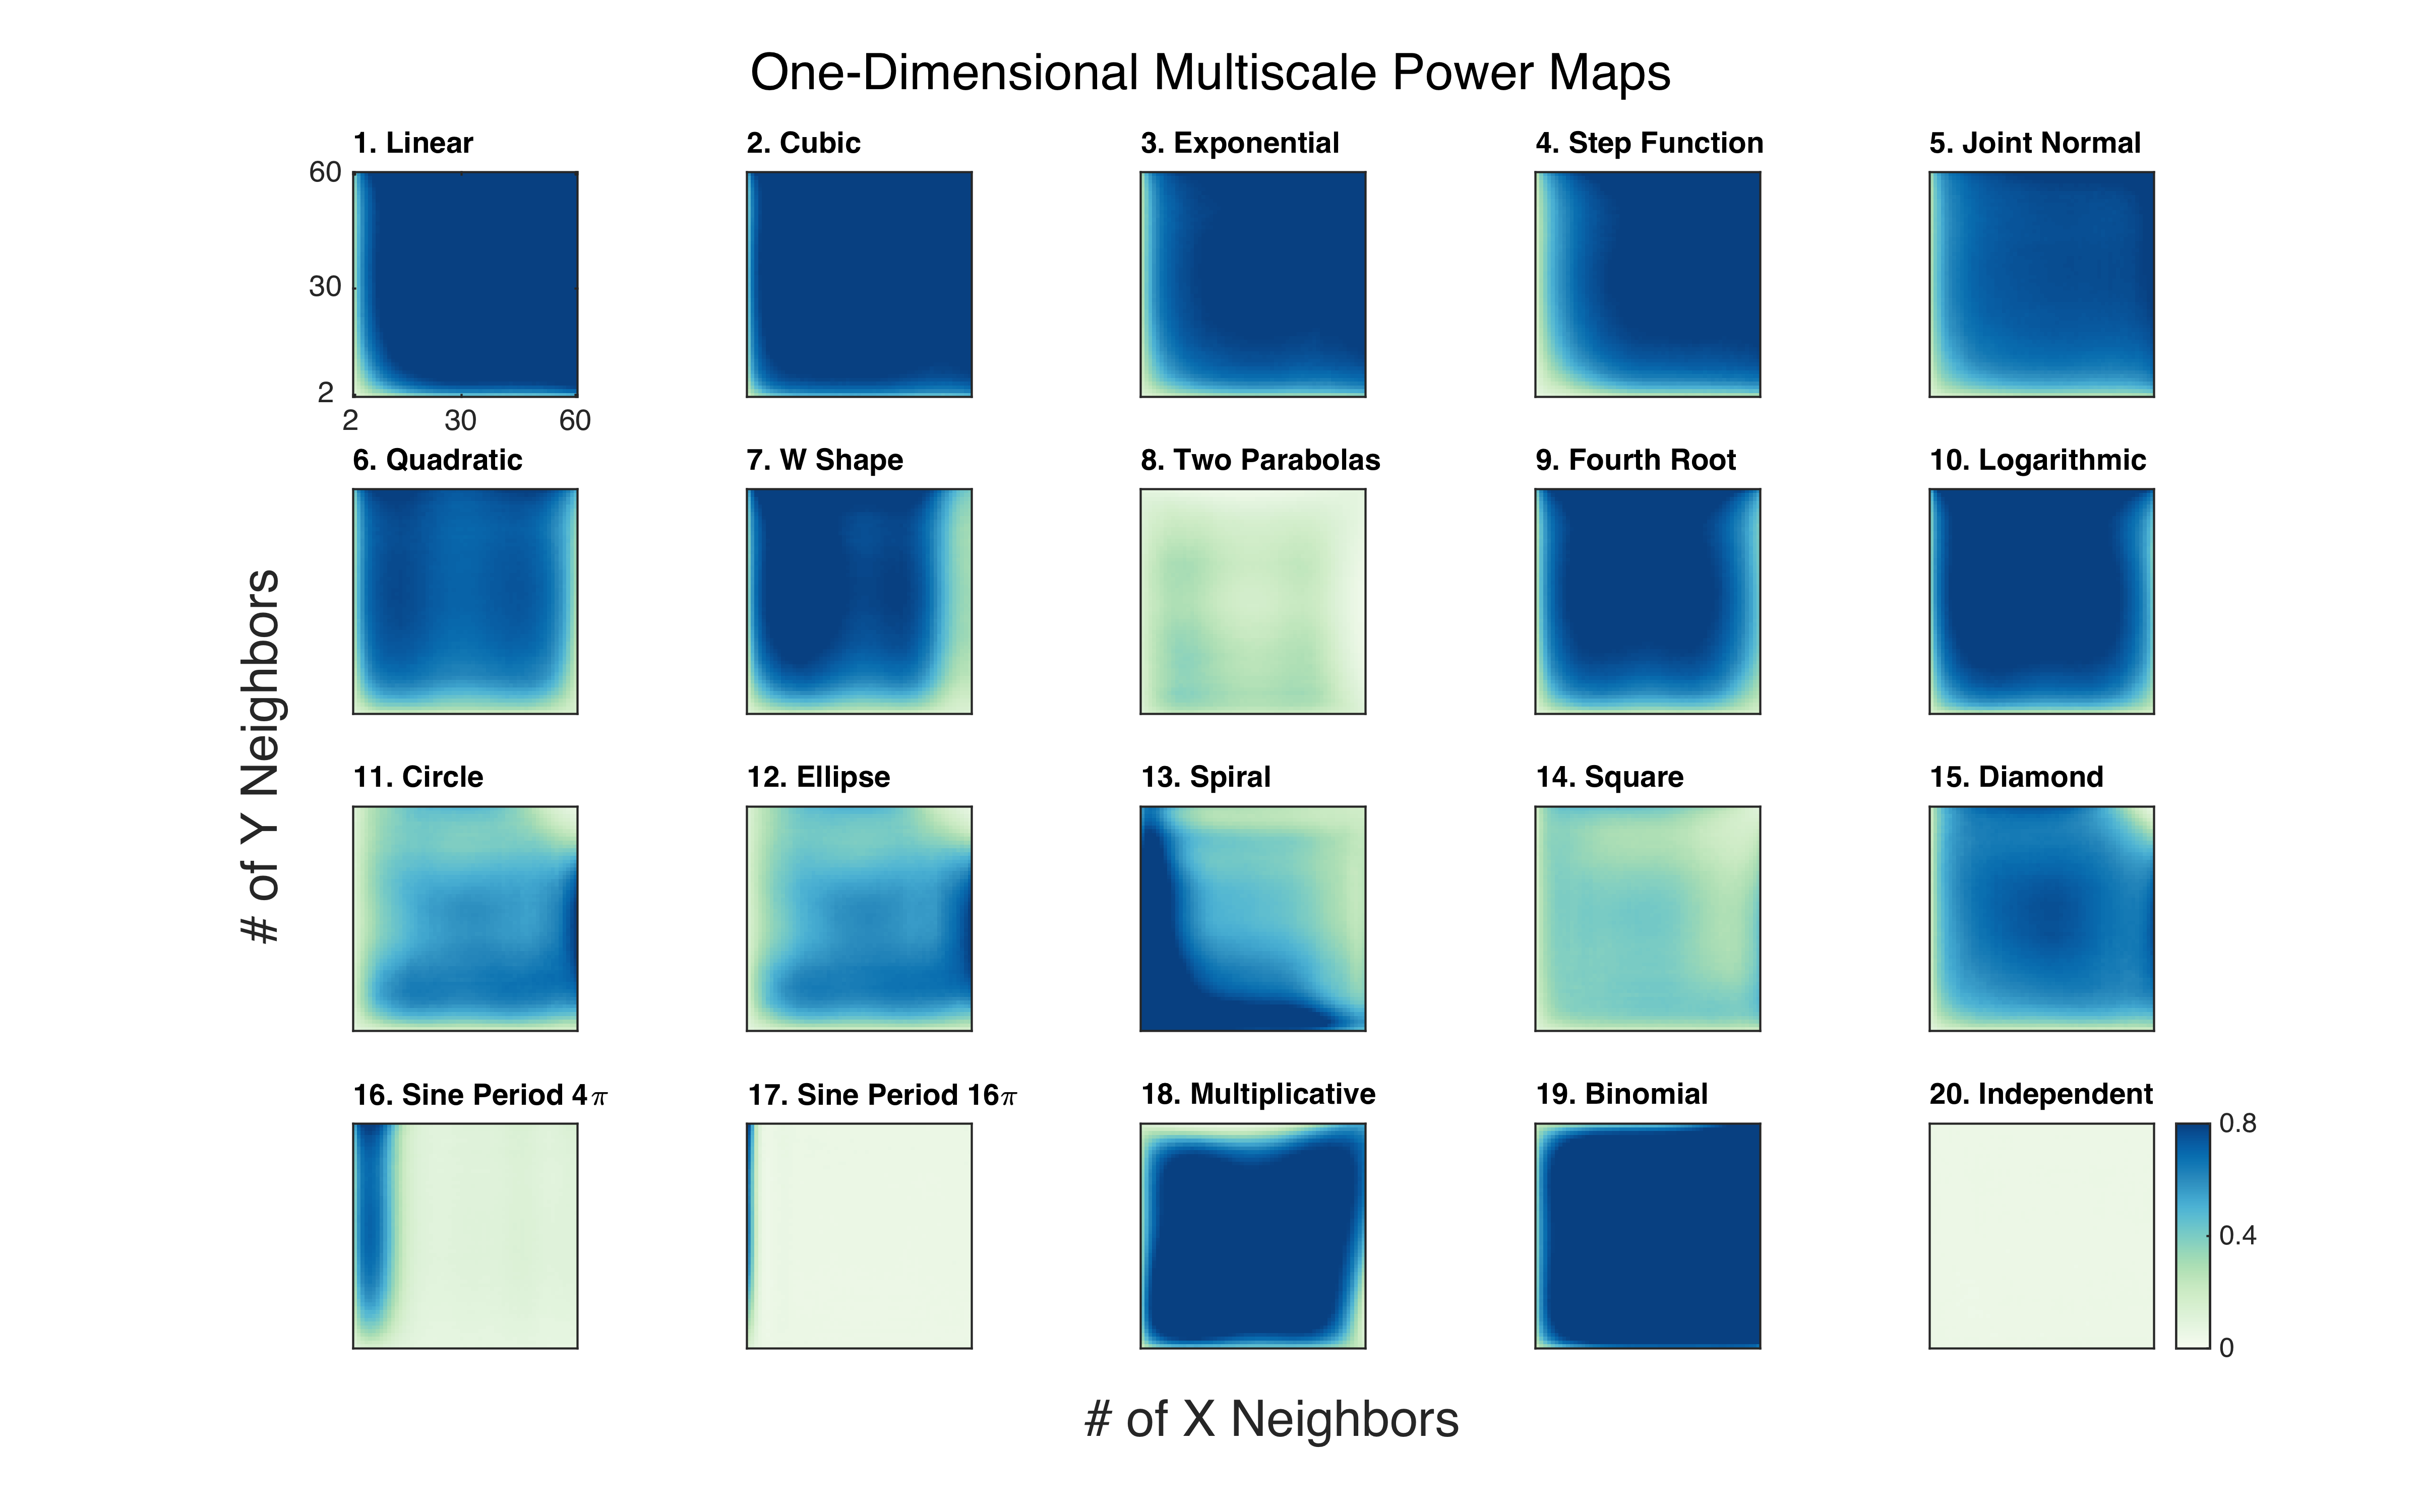 One-Dimensional Multiscale Power Maps
1. Linear
2. Cubic
3. Exponential
4. Step Function
5. Joint Normal
60
30
2
2
30
60
6. Quadratic
7. W Shape
8. Two Parabolas
9. Fourth Root
10. Logarithmic
# of Y Neighbors
11. Circle
12. Ellipse
13. Spiral
14. Square
15. Diamond
16. Sine Period 4π
17. Sine Period 16π
18. Multiplicative
19. Binomial
20. Independent
0.8
0.4
0
# of X Neighbors